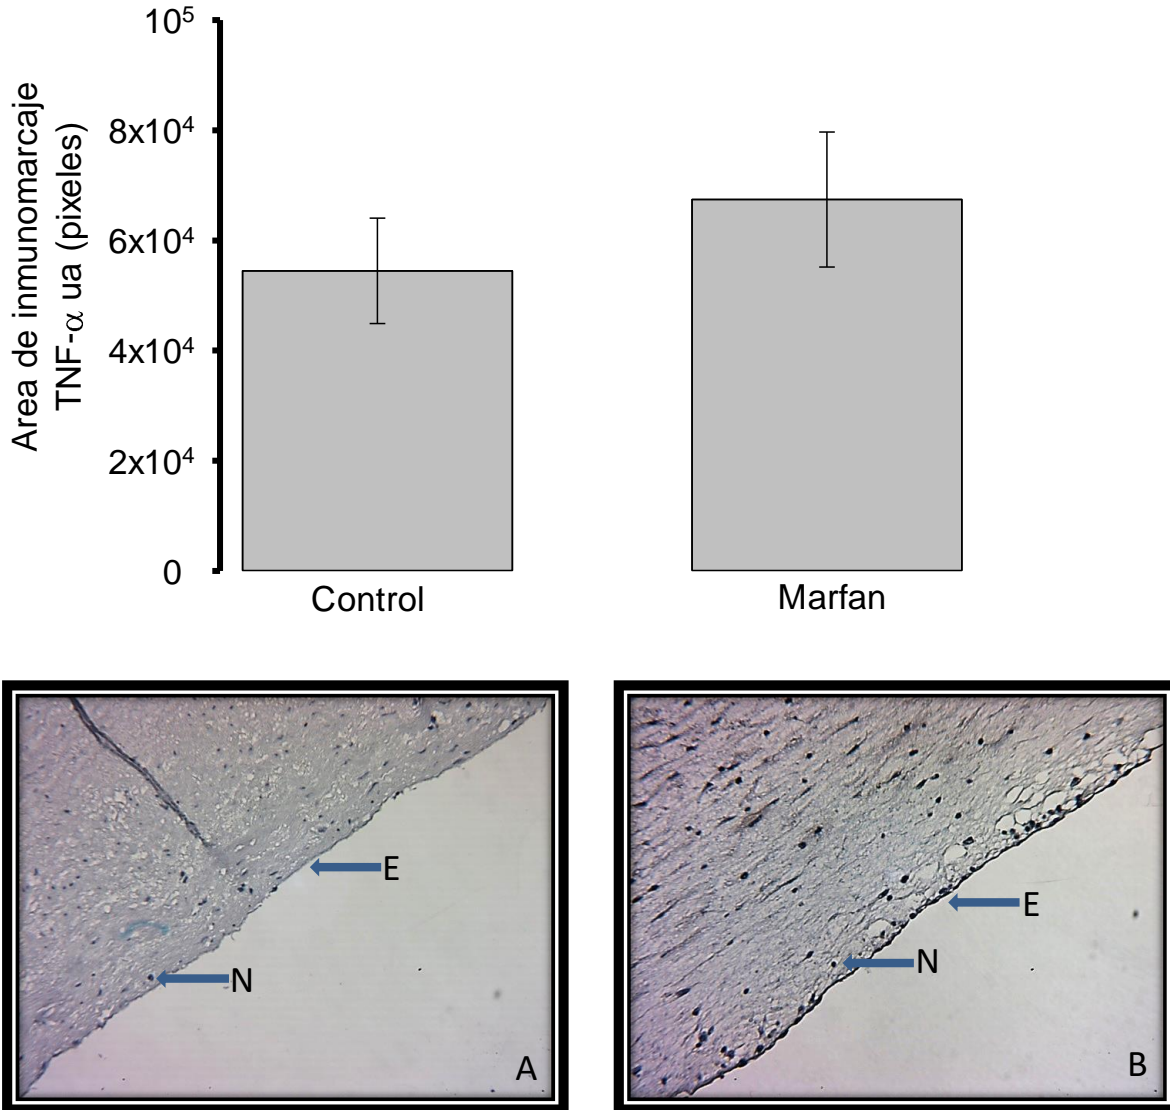 Area de inmunomarcaje
TNF-α ua (pixeles)
10⁵
8x10⁴
6x10⁴
4x10⁴
2x10⁴
0
Control
Marfan
E
N
A
E
N
B